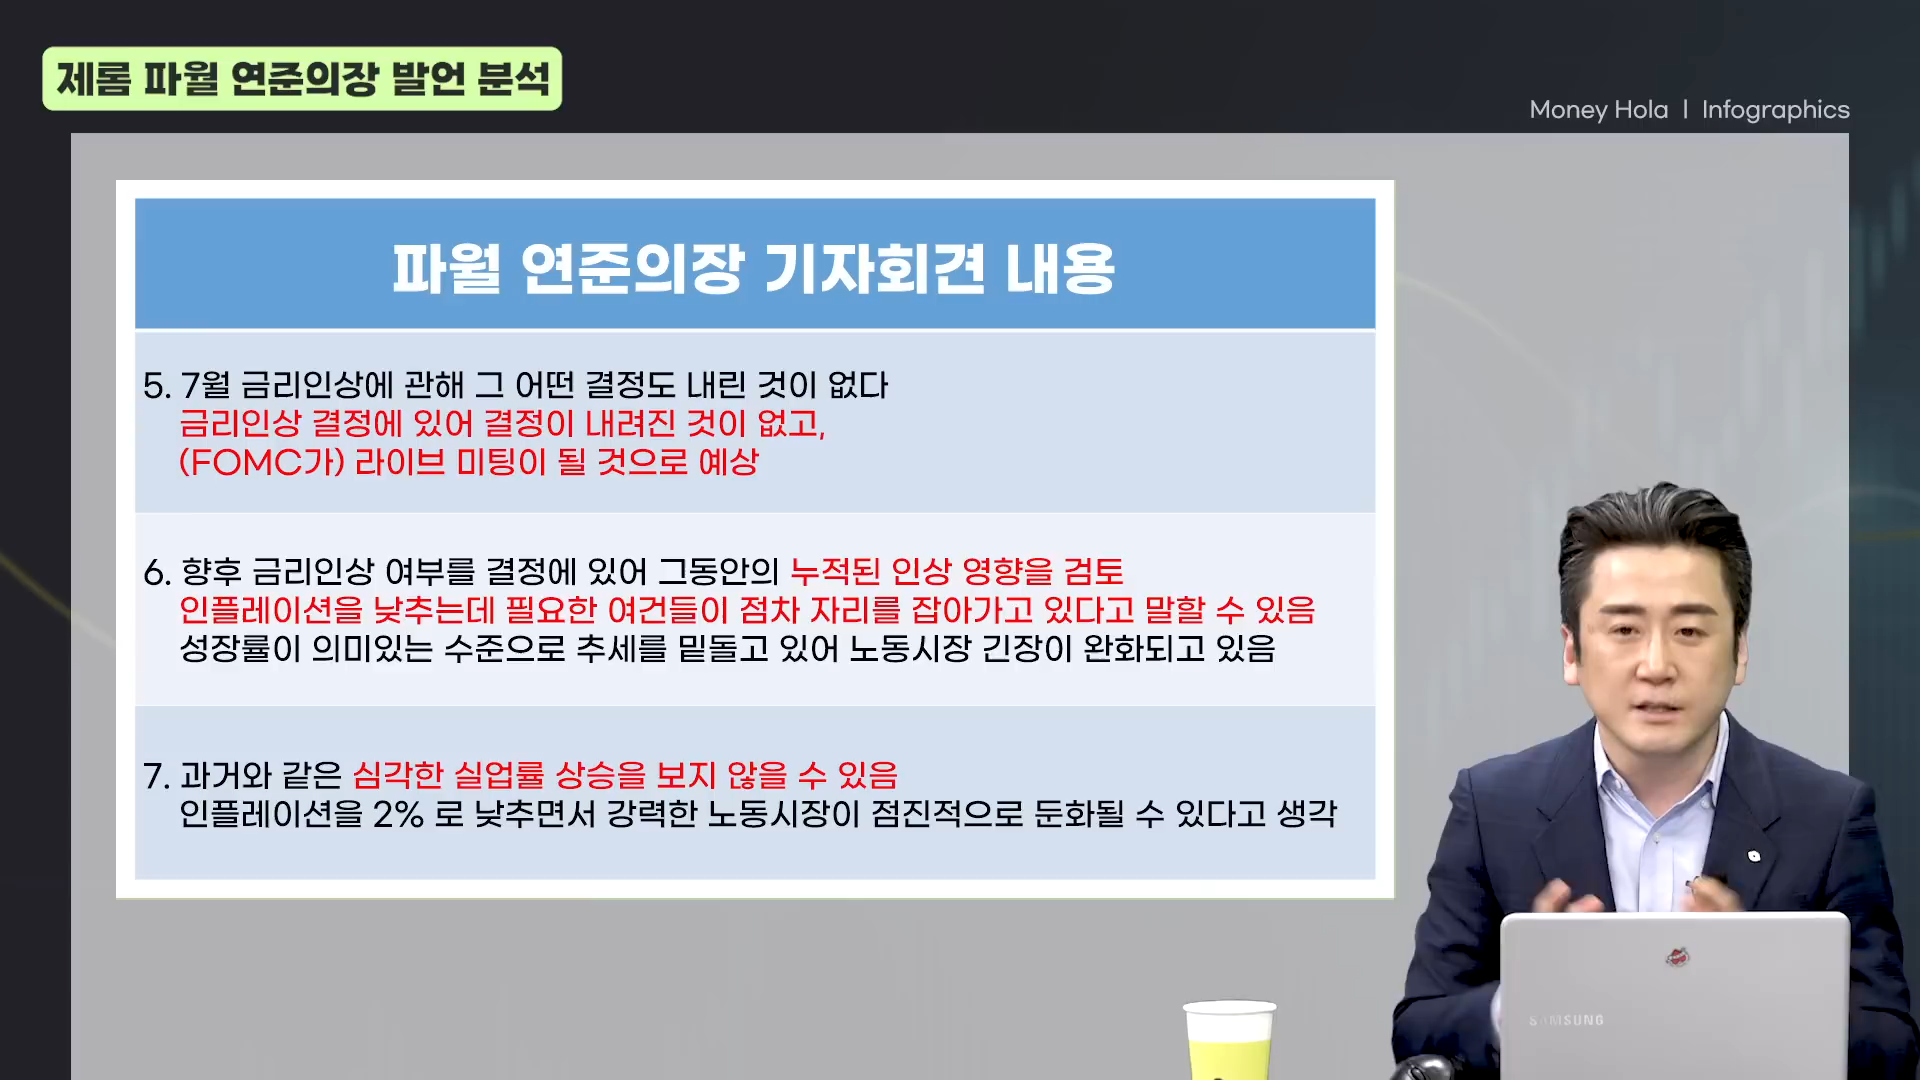 제롬 파월 연준의장 발언 분석
Money Hola | Infographics
파월 연준의장 기자회견 내용
5. 7월 금리인상에 관해 그 어떤 결정도 내린 것이 없다
금리인상 결정에 있어 결정이 내려진 것이 없고,
(FOMC가) 라이브 미팅이 될 것으로 예상
6. 향후 금리인상 여부를 결정에 있어 그동안의 누적된 인상 영향을 검토
인플레이션을 낮추는데 필요한 여건들이 점차 자리를 잡아가고 있다고 말할 수 있음
성장률이 의미있는 수준으로 추세를 밑돌고 있어 노동시장 긴장이 완화되고 있음
7. 과거와 같은 심각한 실업률 상승을 보지 않을 수 있음
인플레이션을 2% 로 낮추면서 강력한 노동시장이 점진적으로 둔화될 수 있다고 생각
SAMSUNG